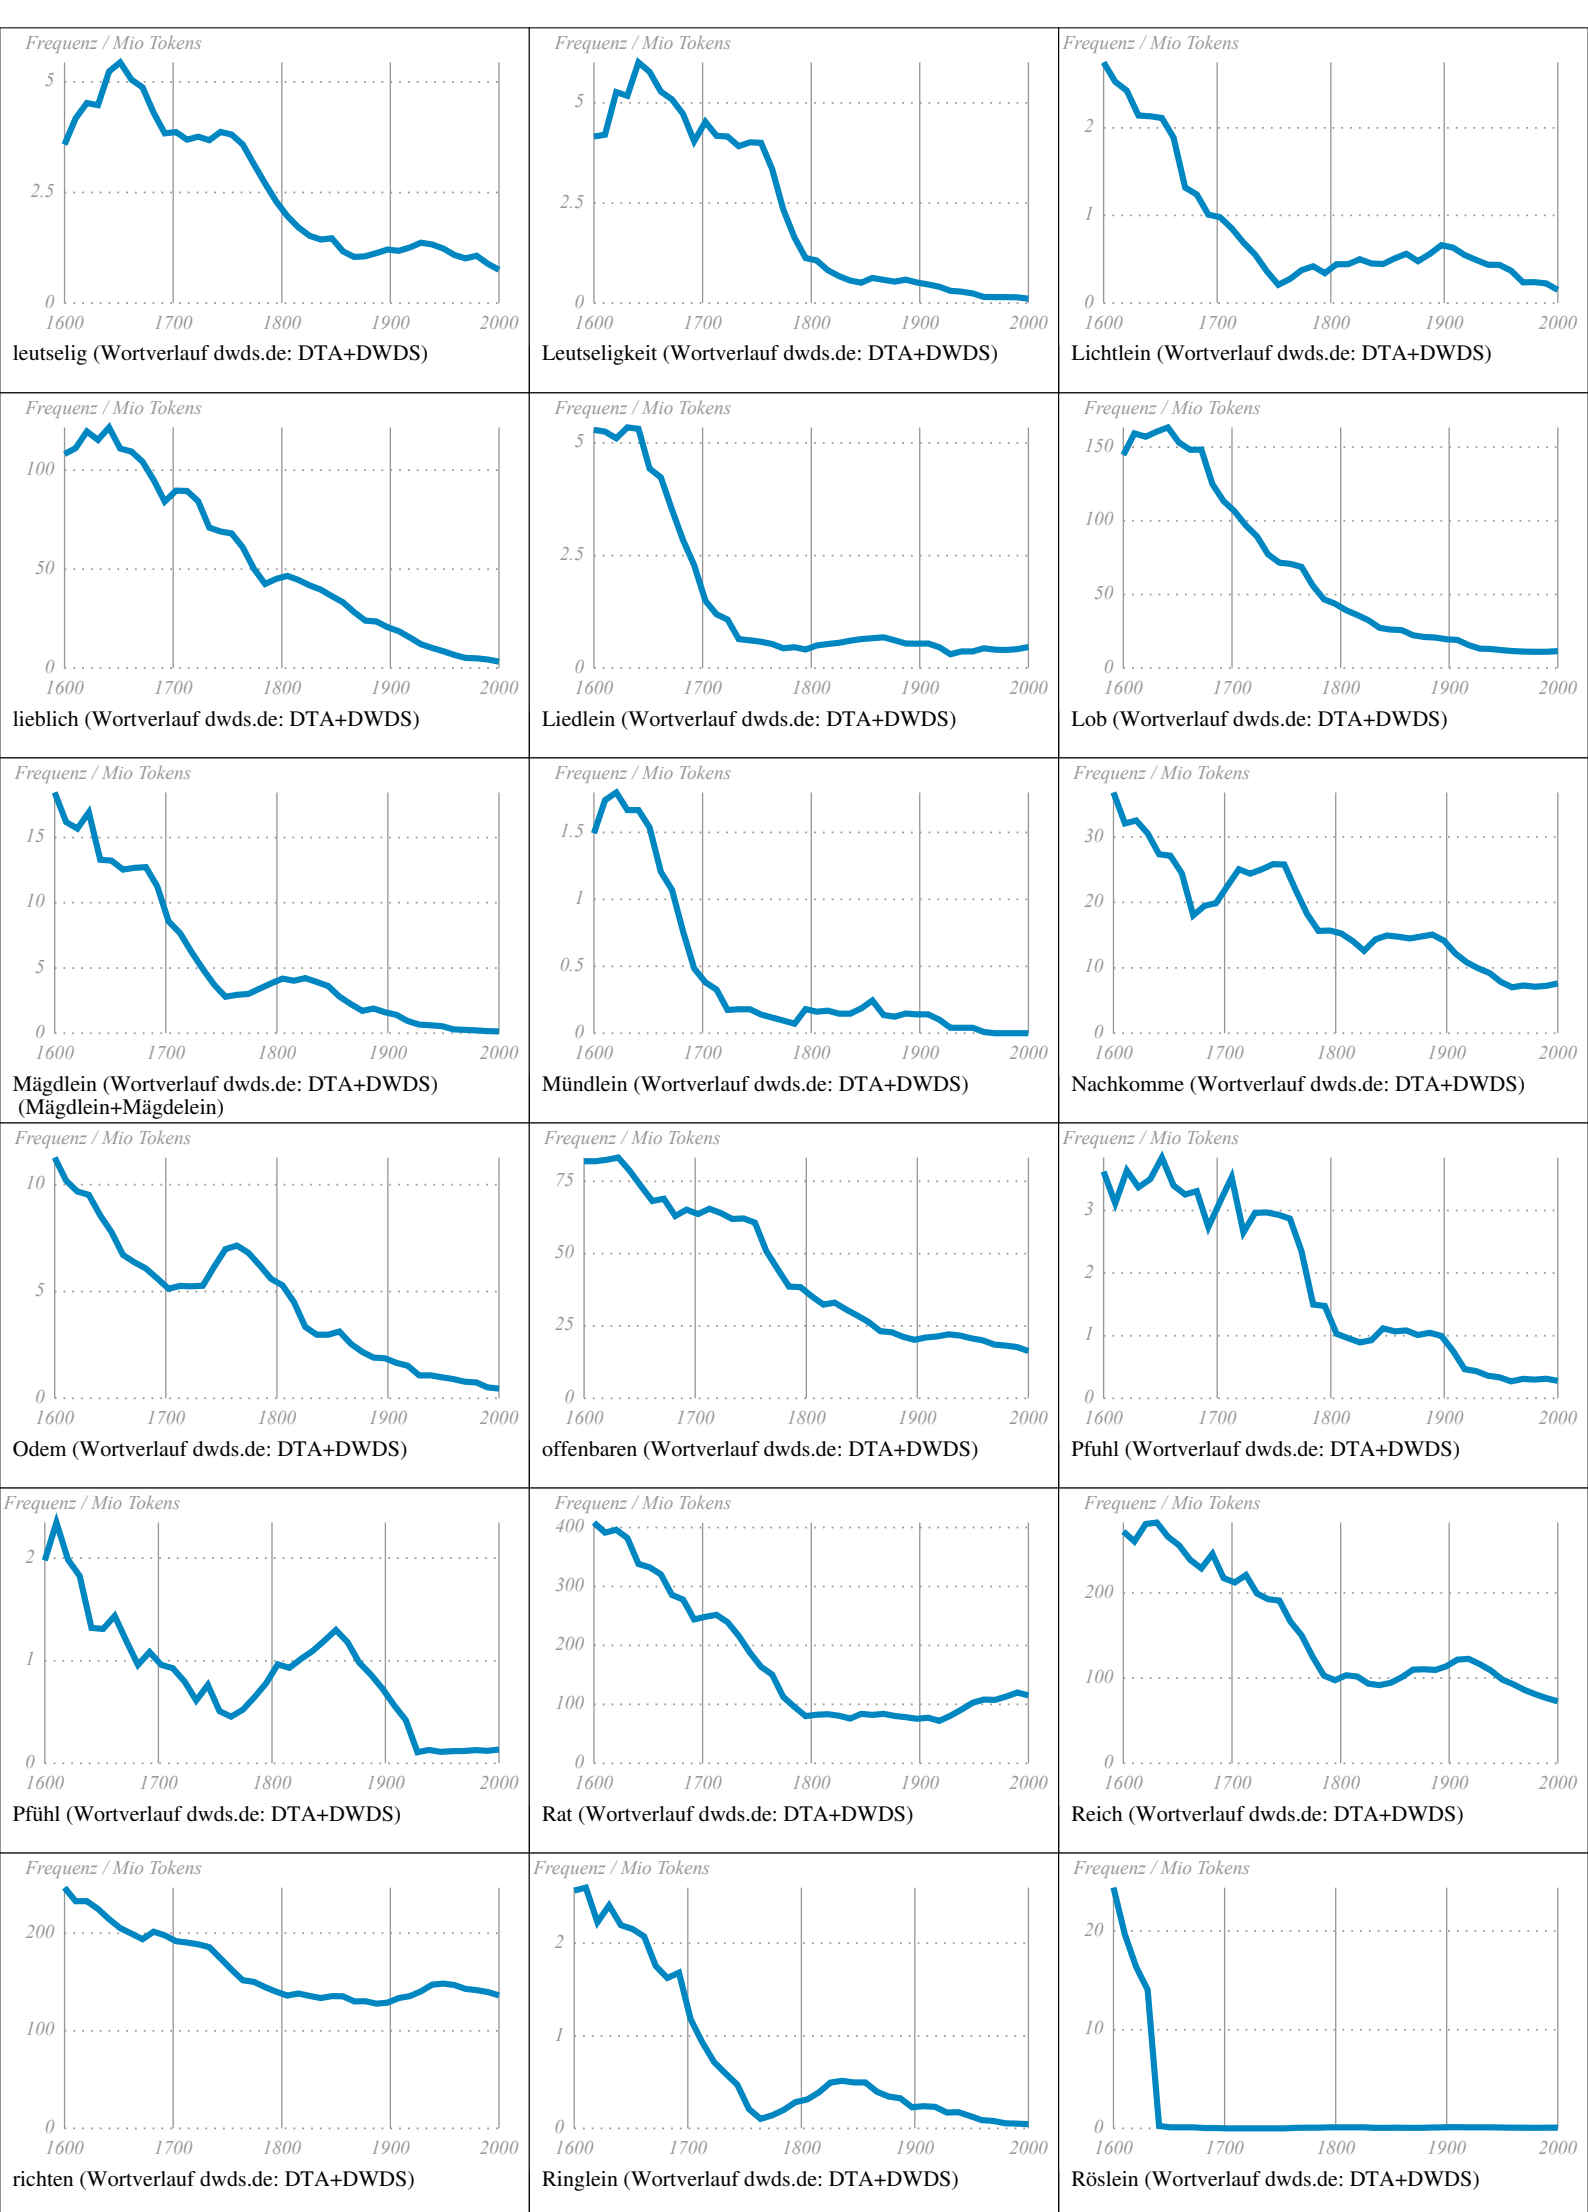 Frequenz / Mio Tokens
5
2.5
0
1600 1700 1800 1900 2000
leutselig (Wortverlauf dwds.de: DTA+DWDS)
Frequenz / Mio Tokens
5
2.5
0
1600 1700 1800 1900 2000
Leutseligkeit (Wortverlauf dwds.de: DTA+DWDS)
Frequenz / Mio Tokens
2
1
0
1600 1700 1800 1900 2000
Lichtlein (Wortverlauf dwds.de: DTA+DWDS)
Frequenz / Mio Tokens
100
50
0
1600 1700 1800 1900 2000
lieblich (Wortverlauf dwds.de: DTA+DWDS)
Frequenz / Mio Tokens
5
2.5
0
1600 1700 1800 1900 2000
Liedlein (Wortverlauf dwds.de: DTA+DWDS)
Frequenz / Mio Tokens
150
100
50
0
1600 1700 1800 1900 2000
Lob (Wortverlauf dwds.de: DTA+DWDS)
Frequenz / Mio Tokens
15
10
5
0
1600 1700 1800 1900 2000
Mägdlein (Wortverlauf dwds.de: DTA+DWDS)
(Mägdlein+Mägdelein)
Frequenz / Mio Tokens
1.5
1
0.5
0
1600 1700 1800 1900 2000
Mündlein (Wortverlauf dwds.de: DTA+DWDS)
Frequenz / Mio Tokens
30
20
10
0
1600 1700 1800 1900 2000
Nachkomme (Wortverlauf dwds.de: DTA+DWDS)
Frequenz / Mio Tokens
10
5
0
1600 1700 1800 1900 2000
Odem (Wortverlauf dwds.de: DTA+DWDS)
Frequenz / Mio Tokens
75
50
25
0
1600 1700 1800 1900 2000
offenbaren (Wortverlauf dwds.de: DTA+DWDS)
Frequenz / Mio Tokens
3
2
1
0
1600 1700 1800 1900 2000
Pfuhl (Wortverlauf dwds.de: DTA+DWDS)
Frequenz / Mio Tokens
2
1
0
1600 1700 1800 1900 2000
Pfühl (Wortverlauf dwds.de: DTA+DWDS)
Frequenz / Mio Tokens
400
300
200
100
0
1600 1700 1800 1900 2000
Rat (Wortverlauf dwds.de: DTA+DWDS)
Frequenz / Mio Tokens
200
100
0
1600 1700 1800 1900 2000
Reich (Wortverlauf dwds.de: DTA+DWDS)
Frequenz / Mio Tokens
200
100
0
1600 1700 1800 1900 2000
richten (Wortverlauf dwds.de: DTA+DWDS)
Frequenz / Mio Tokens
2
1
0
1600 1700 1800 1900 2000
Ringlein (Wortverlauf dwds.de: DTA+DWDS)
Frequenz / Mio Tokens
20
10
0
1600 1700 1800 1900 2000
Röslein (Wortverlauf dwds.de: DTA+DWDS)